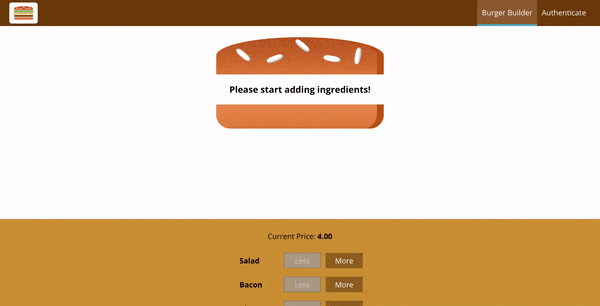 Burger Builder Authenticate
Please start adding ingredients!
Current Price: 4.00
Salad Less More
Bacon Less More